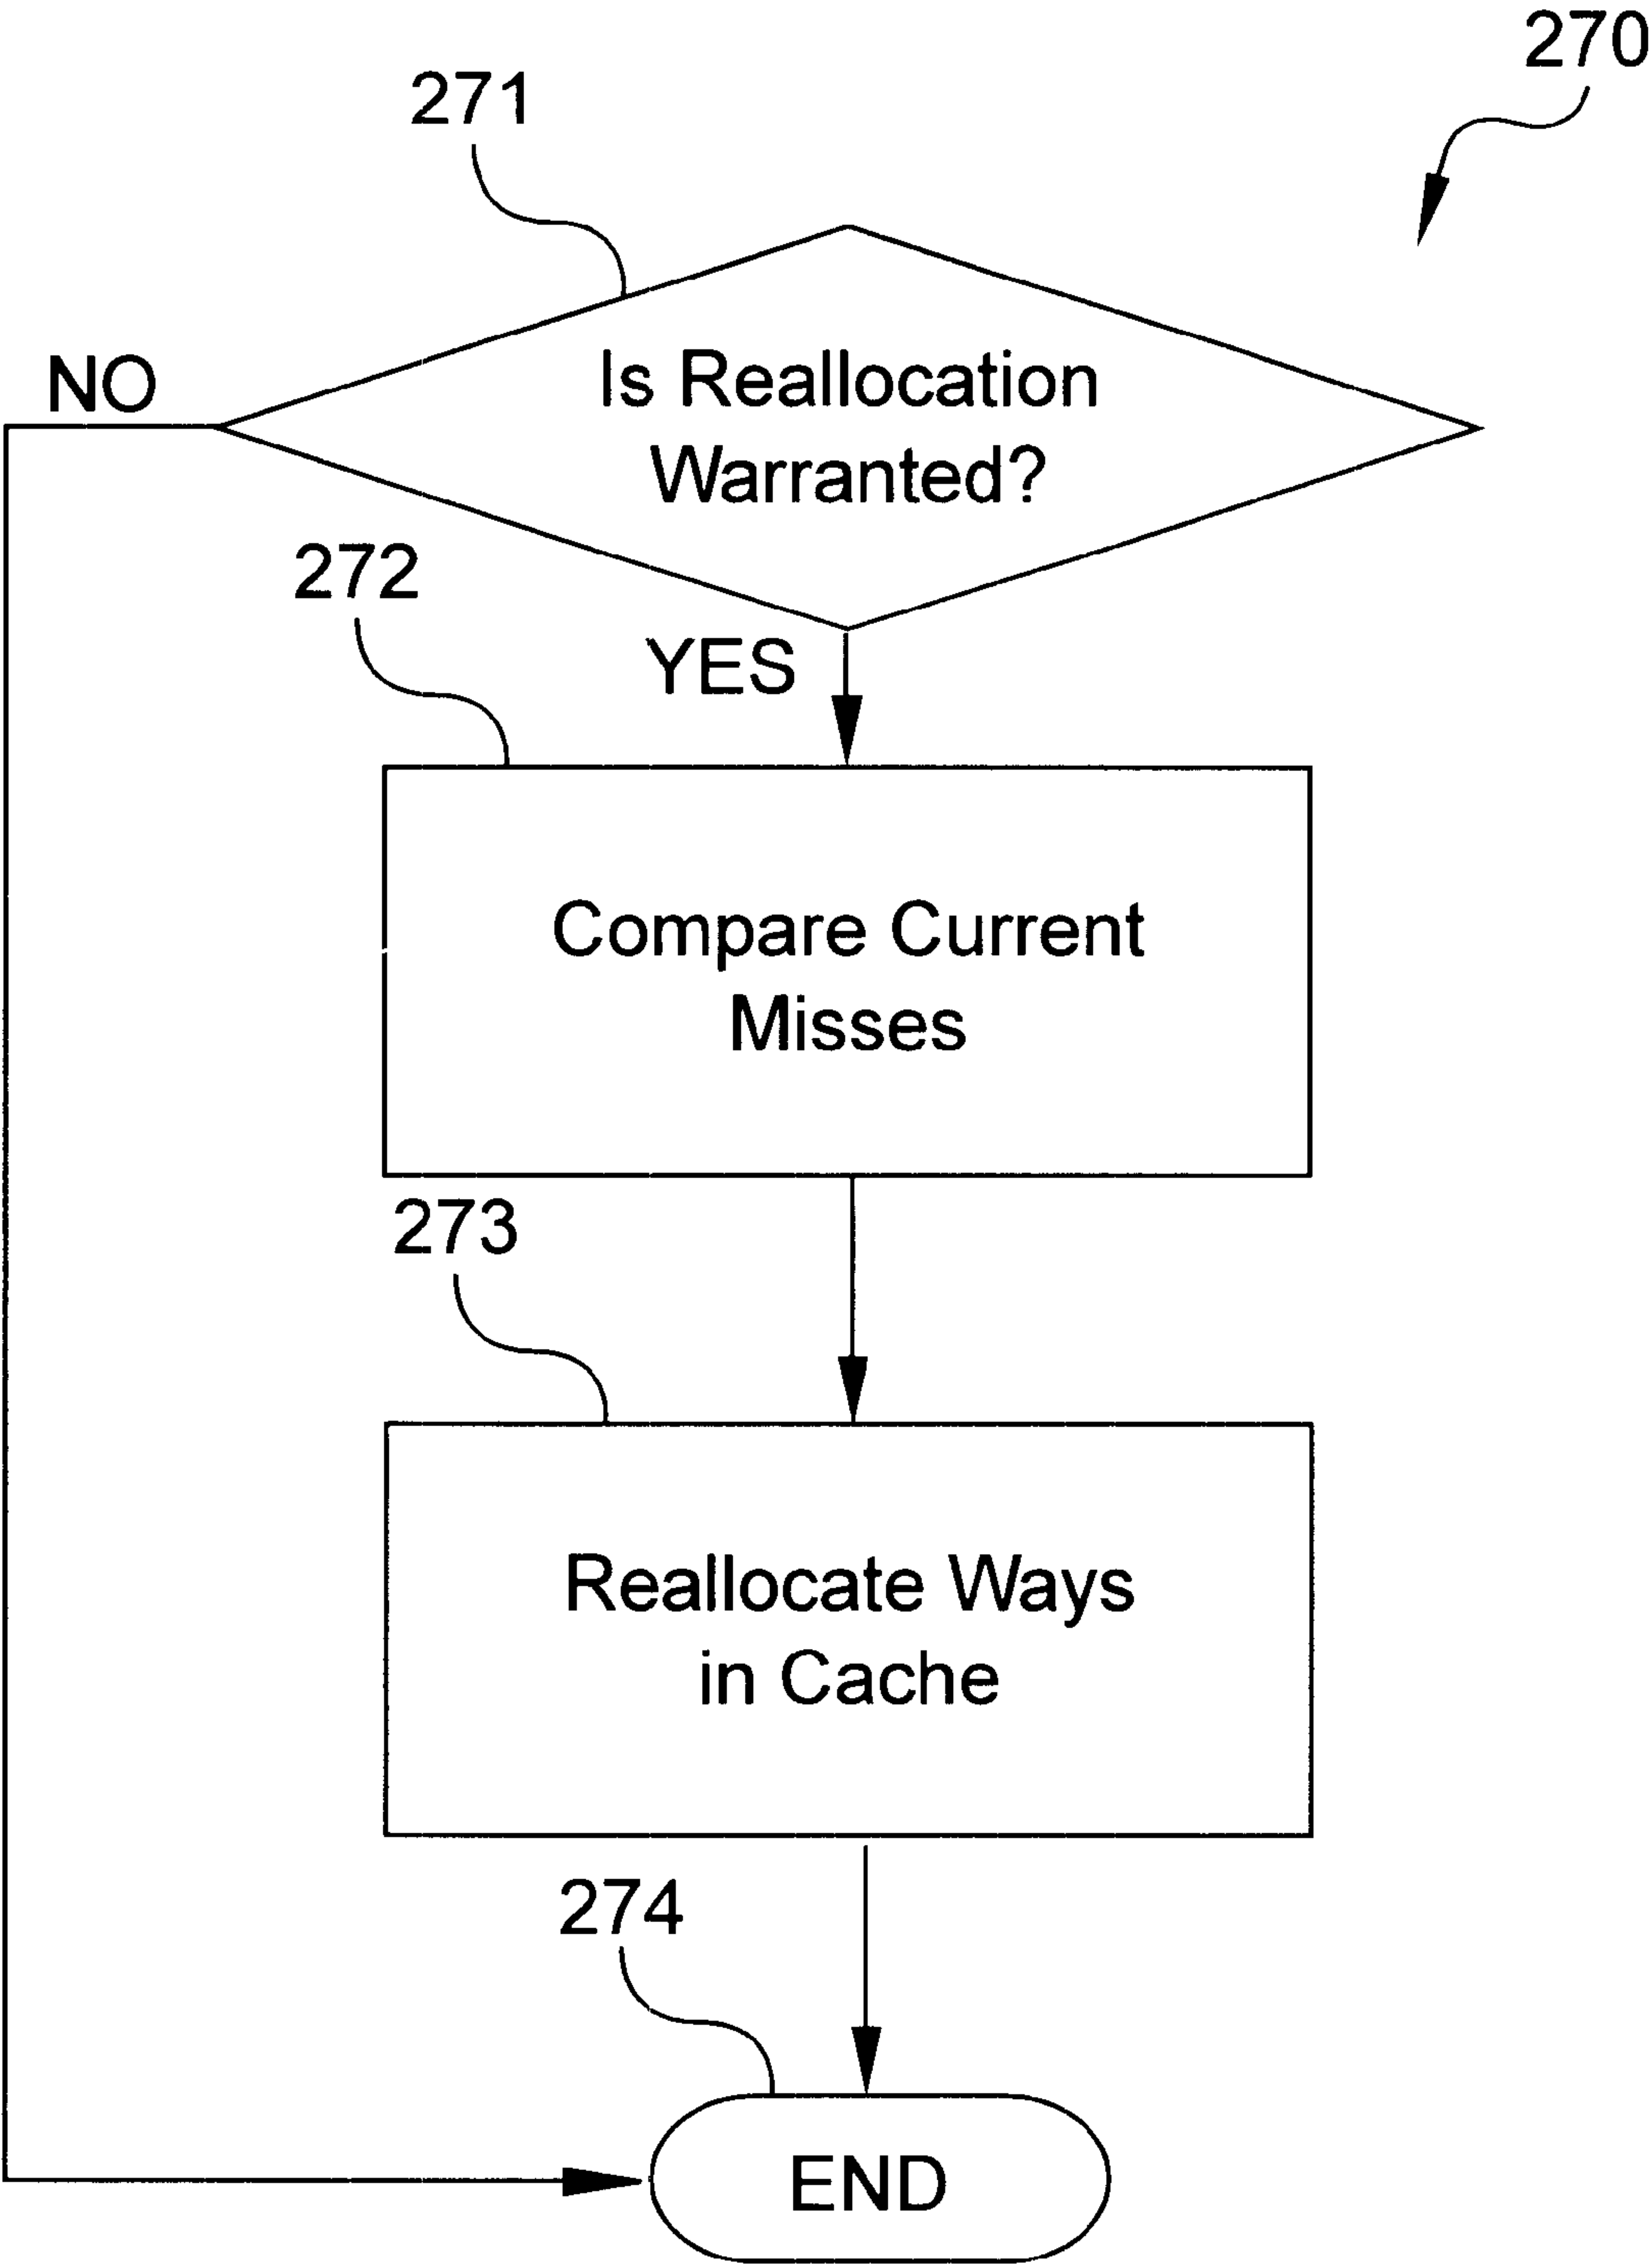 270
271
NO
Is Reallocation
Warranted?
272
YES
Compare Current
Misses
273
Reallocate Ways
in Cache
274
END